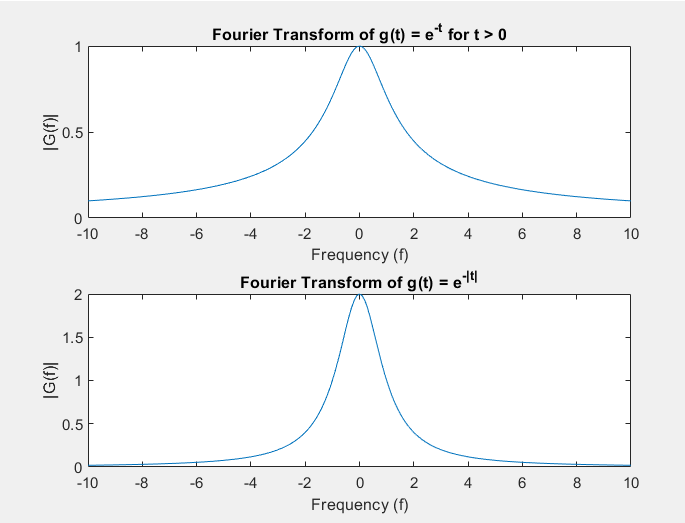 Fourier Transform of g(t) = e^-t for t > 0
1
0.5
0
|G(f)|
-10 -8 -6 -4 -2 0 2 4 6 8 10
Frequency (f)
Fourier Transform of g(t) = e^-|t|
2
1.5
1
0.5
0
|G(f)|
-10 -8 -6 -4 -2 0 2 4 6 8 10
Frequency (f)